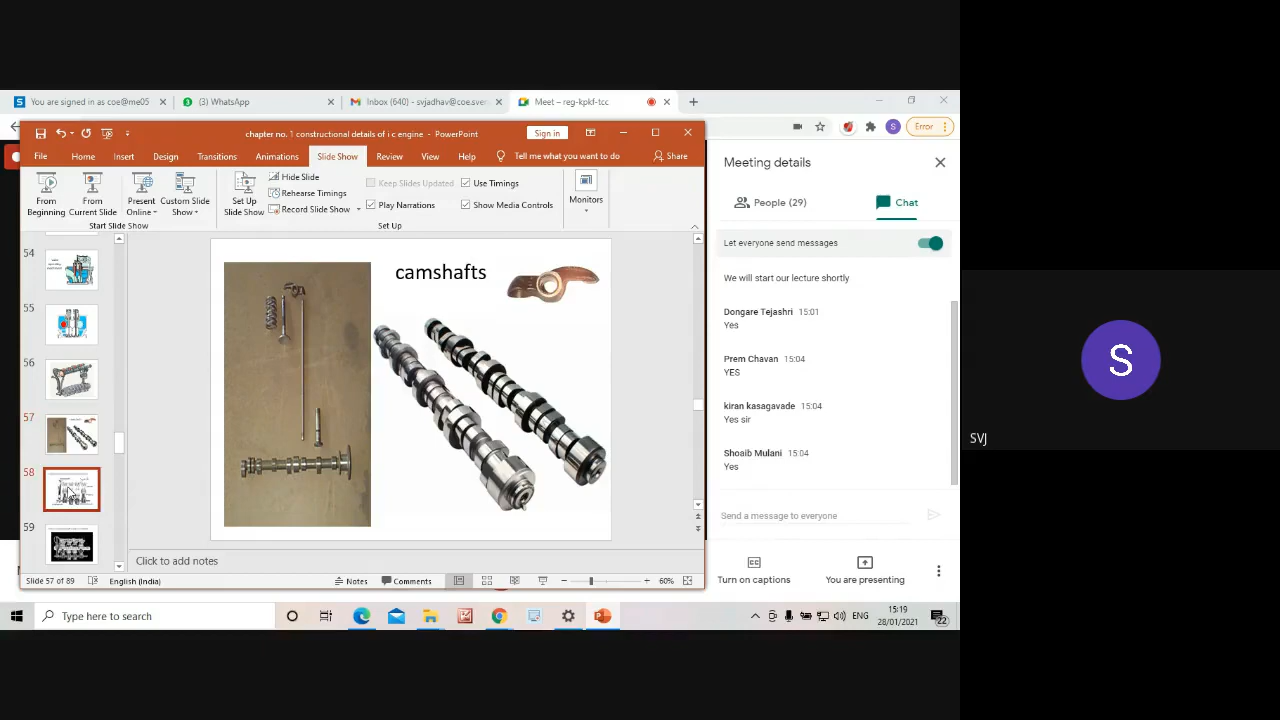 You are signed in as coe@me05
(3) WhatsApp
Inbox (640) - svjadhav@coe.sveri
Meet – reg-kpkf-tcc
chapter no. 1 constructional details of i c engine - PowerPoint
Sign in
Error
File
Home
Insert
Design
Transitions
Animations
Slide Show
Review
View
Help
Tell me what you want to do
Share
From Beginning
From Current Slide
Present Online
Custom Slide Show
Set Up Slide Show
Hide Slide
Rehearse Timings
Record Slide Show
Keep Slides Updated
Play Narrations
Use Timings
Show Media Controls
Monitors
Start Slide Show
Set Up
54
55
56
57
58
59
camshafts
Click to add notes
Slide 57 of 89
English (India)
Notes
Comments
60%
Meeting details
People (29)
Chat
Let everyone send messages
We will start our lecture shortly
Dongare Tejashri 15:01
Yes
Prem Chavan 15:04
YES
kiran kasagavade 15:04
Yes sir
Shoaib Mulani 15:04
Yes
Send a message to everyone
Turn on captions
You are presenting
Type here to search
ENG
15:19
28/01/2021
22
S
SVJ